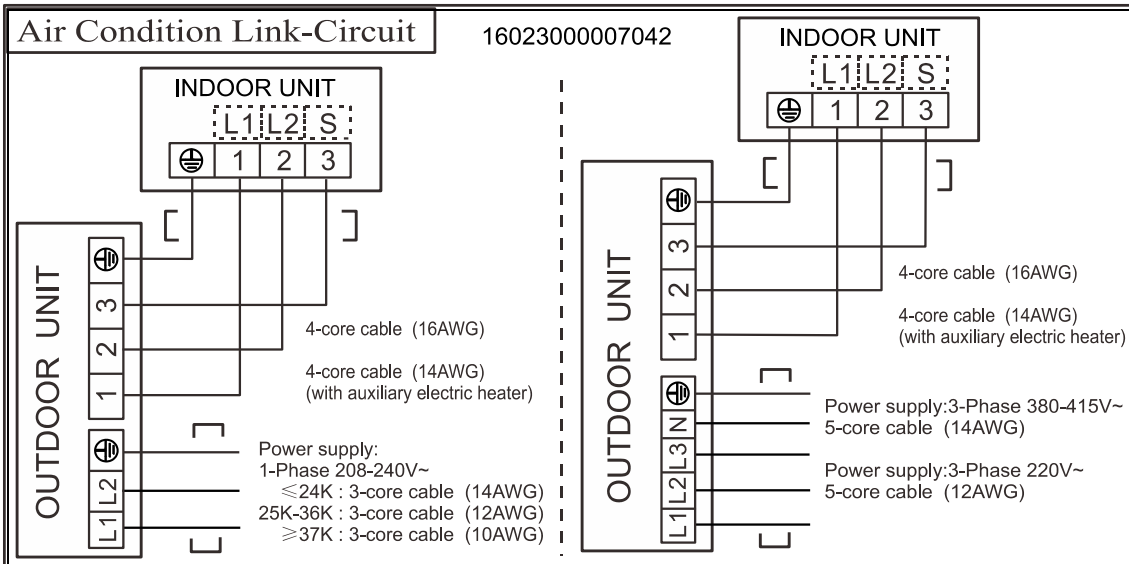 Air Condition Link-Circuit
16023000007042
INDOOR UNIT
L1 L2 S
1 2 3
OUTDOOR UNIT
3
2
1
L2
L1
4-core cable (16AWG)
4-core cable (14AWG)
(with auxiliary electric heater)
Power supply:
1-Phase 208-240V~
≤24K : 3-core cable (14AWG)
25K-36K : 3-core cable (12AWG)
≥37K : 3-core cable (10AWG)
INDOOR UNIT
L1 L2 S
1 2 3
OUTDOOR UNIT
3
2
1
N
L3
L2
L1
4-core cable (16AWG)
4-core cable (14AWG)
(with auxiliary electric heater)
Power supply:3-Phase 380-415V~
5-core cable (14AWG)
Power supply:3-Phase 220V~
5-core cable (12AWG)